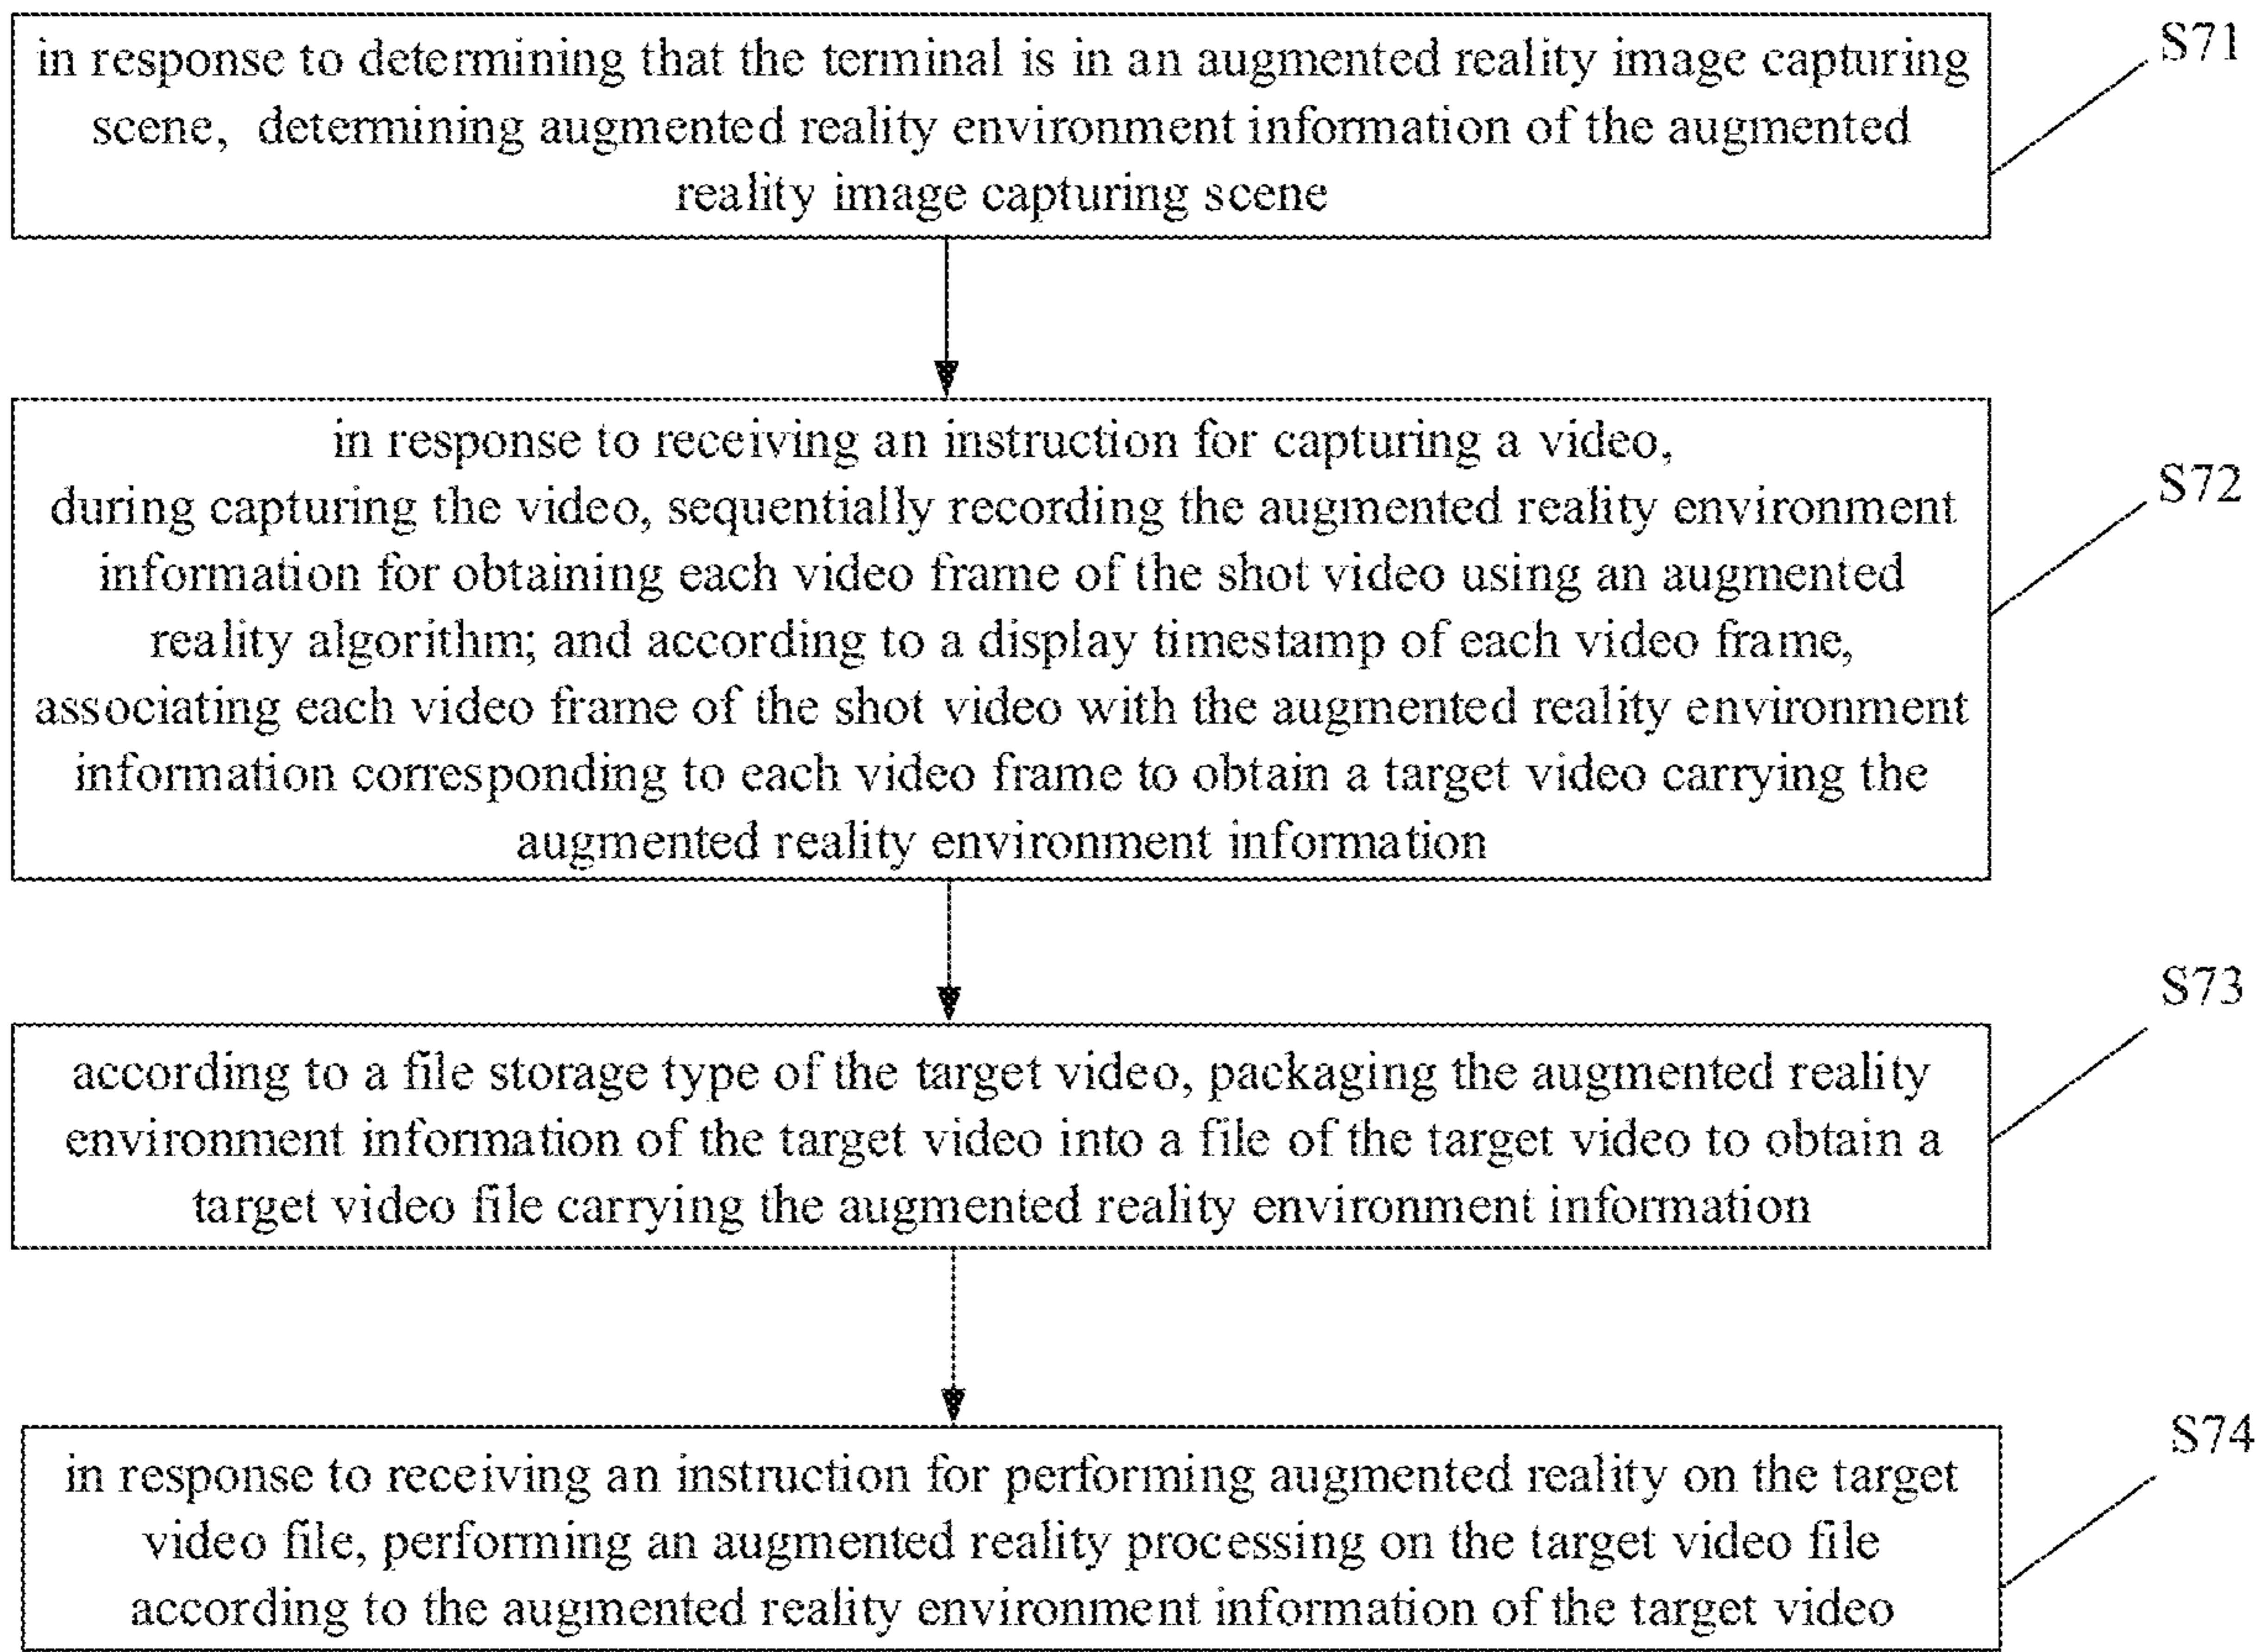 in response to determining that the terminal is in an augmented reality image capturing
scene, determining augmented reality environment information of the augmented
reality image capturing scene
S71
in response to receiving an instruction for capturing a video,
during capturing the video, sequentially recording the augmented reality environment
information for obtaining each video frame of the shot video using an augmented
reality algorithm; and according to a display timestamp of each video frame,
associating each video frame of the shot video with the augmented reality environment
information corresponding to each video frame to obtain a target video carrying the
augmented reality environment information
S72
according to a file storage type of the target video, packaging the augmented reality
environment information of the target video into a file of the target video to obtain a
target video file carrying the augmented reality environment information
S73
in response to receiving an instruction for performing augmented reality on the target
video file, performing an augmented reality processing on the target video file
according to the augmented reality environment information of the target video
S74